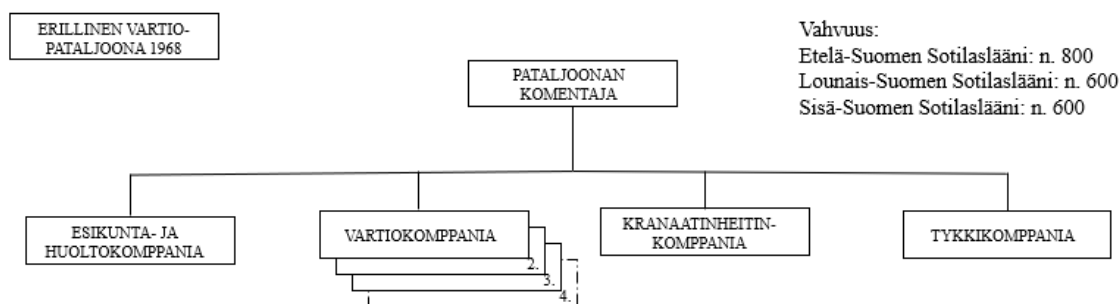 ERILLINEN VARTIO-
PATALJOONA 1968
Vahvuus:
Etelä-Suomen Sotilaslääni: n. 800
Lounais-Suomen Sotilaslääni: n. 600
Sisä-Suomen Sotilaslääni: n. 600
PATALJOONAN
KOMENTAJA
ESIKUNTA- JA
HUOLTOKOMPPANIA
VARTIOKOMPPANIA
2.
3.
4.
KRANAATINHEITIN-
KOMPPANIA
TYKKIKOMPPANIA